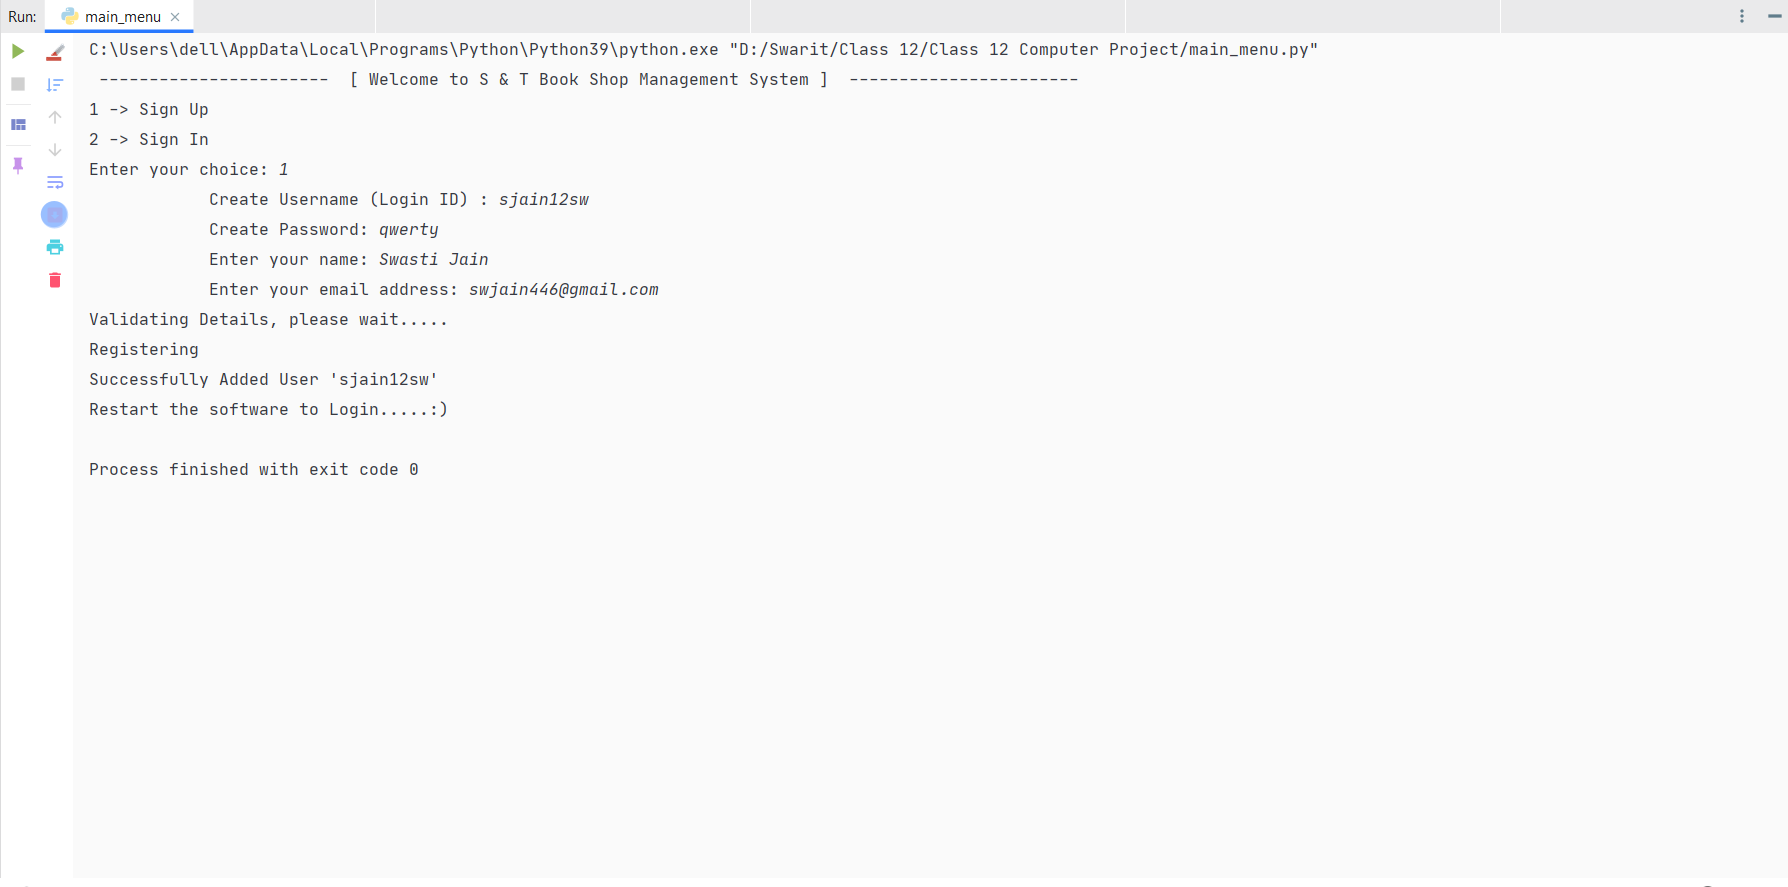 Run: main_menu
C:\Users\dell\AppData\Local\Programs\Python\Python39\python.exe "D:/Swarit/Class 12/Class 12 Computer Project/main_menu.py"
----------------------- [ Welcome to S & T Book Shop Management System ] -----------------------
1 -> Sign Up
2 -> Sign In
Enter your choice: 1
Create Username (Login ID) : sjain12sw
Create Password: qwerty
Enter your name: Swasti Jain
Enter your email address: swjain446@gmail.com
Validating Details, please wait.....
Registering
Successfully Added User 'sjain12sw'
Restart the software to Login.....:)
Process finished with exit code 0